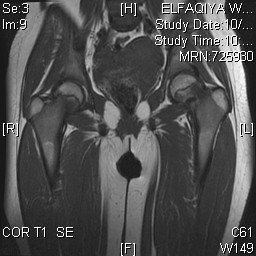 Se:3
[H]
ELFAQIYA W...
Im:9
Study Date:10/...
Study Time:10:...
MRN:725930
[R]
[L]
COR T1 SE
C61
[F]
W149